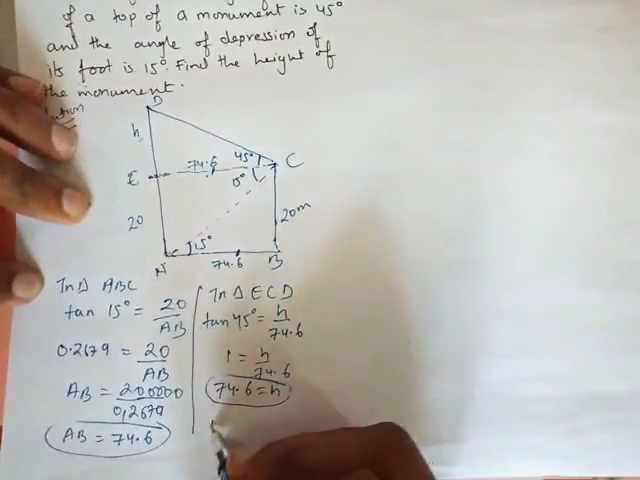 of a top of a monument is 45°
and the angle of depression of
its foot is 15°. Find the height of
the monument.
D
h
E
74.6
45°
C
θ°
20
20m
15°
A
74.6
B
In Δ ABC
tan 15° = 20/AB
0.2679 = 20/AB
AB = 200000/0,2679
AB = 74.6
In Δ ECD
tan 45° = h/74.6
1 = h/74.6
74.6 = h